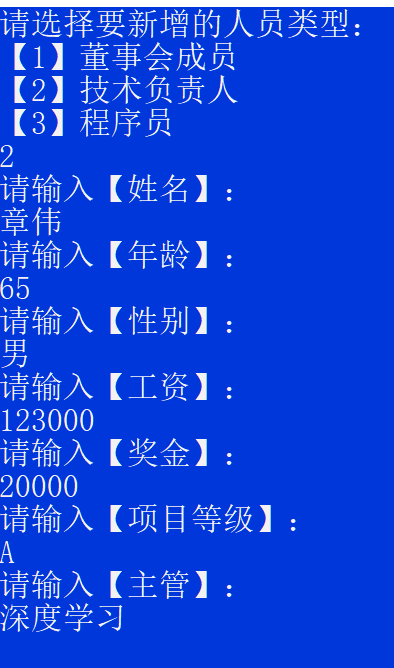 请选择要新增的人员类型：
【1】董事会成员
【2】技术负责人
【3】程序员
2
请输入【姓名】：
章伟
请输入【年龄】：
65
请输入【性别】：
男
请输入【工资】：
123000
请输入【奖金】：
20000
请输入【项目等级】：
A
请输入【主管】：
深度学习